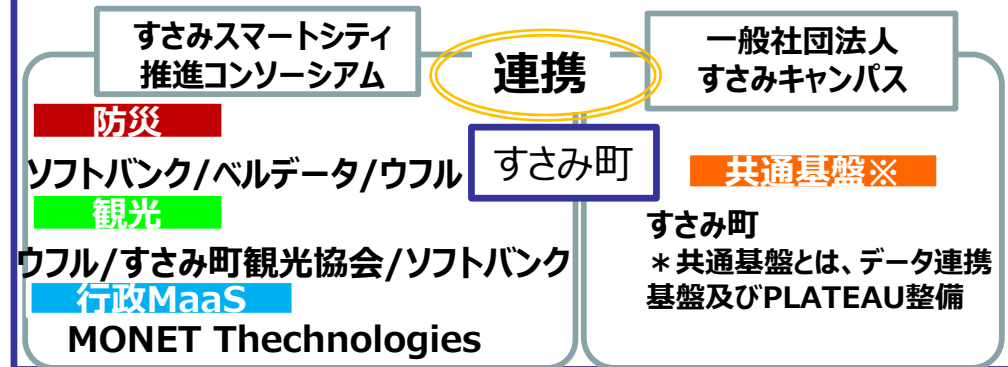 すさみスマートシティ
推進コンソーシアム
連携
一般社団法人
すさみキャンパス
防災
ソフトバンク/ベルデータ/ウフル
観光
ウフル/すさみ町観光協会/ソフトバンク
行政MaaS
MONET Thechnologies
すさみ町
共通基盤※
すさみ町
＊共通基盤とは、データ連携
基盤及びPLATEAU整備